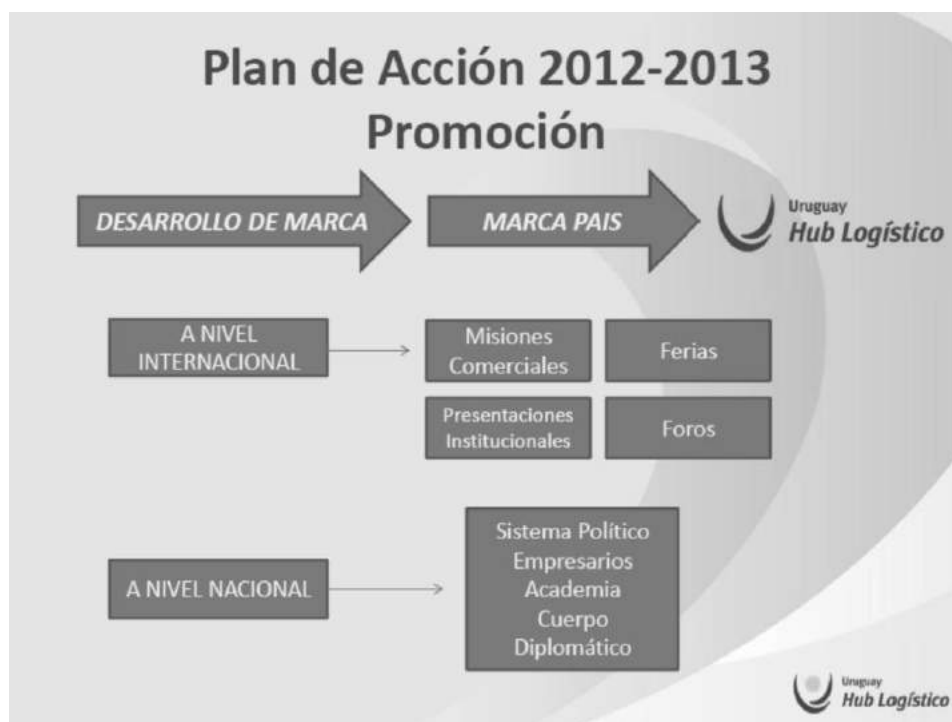 Plan de Acción 2012-2013
Promoción
DESARROLLO DE MARCA
MARCA PAIS
Uruguay
Hub Logístico
A NIVEL
INTERNACIONAL
Misiones
Comerciales
Ferias
Presentaciones
Institucionales
Foros
A NIVEL NACIONAL
Sistema Político
Empresarios
Academia
Cuerpo
Diplomático
Uruguay
Hub Logístico